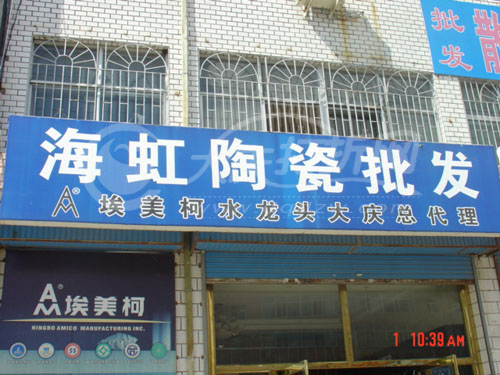 批发
海虹陶瓷批发
® 埃美柯水龙头大庆总代理
埃美柯
NINGBO AMICO MANUFACTURING INC.
1 10:39 AM